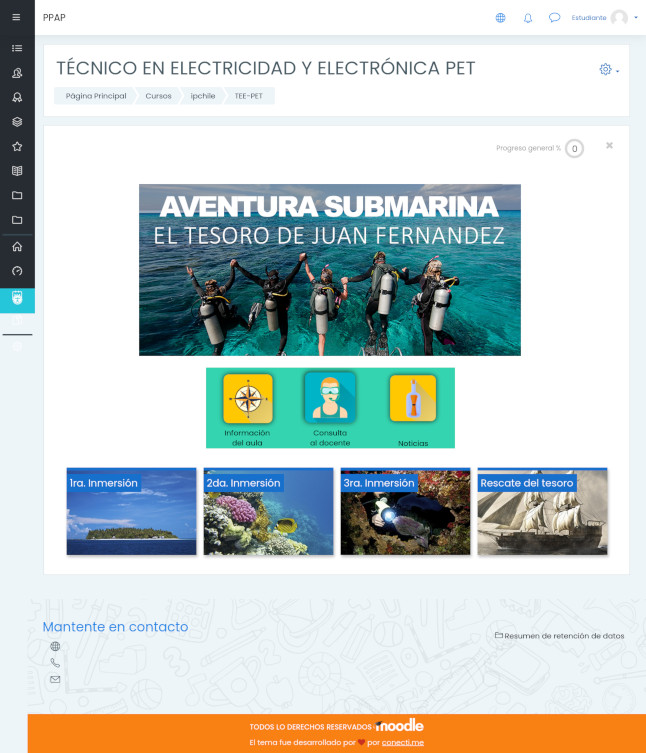 PPAP
Estudiante
TÉCNICO EN ELECTRICIDAD Y ELECTRÓNICA PET
Página Principal Cursos ipchile TEE-PET
Progreso general % 0
AVENTURA SUBMARINA
EL TESORO DE JUAN FERNANDEZ
Información
del aula
Consulta
al docente
Noticias
1ra. Inmersión
2da. Inmersión
3ra. Inmersión
Rescate del tesoro
Mantente en contacto
Resumen de retención de datos
TODOS LO DERECHOS RESERVADOS moodle
El tema fue desarollado por ❤ por conecti.me